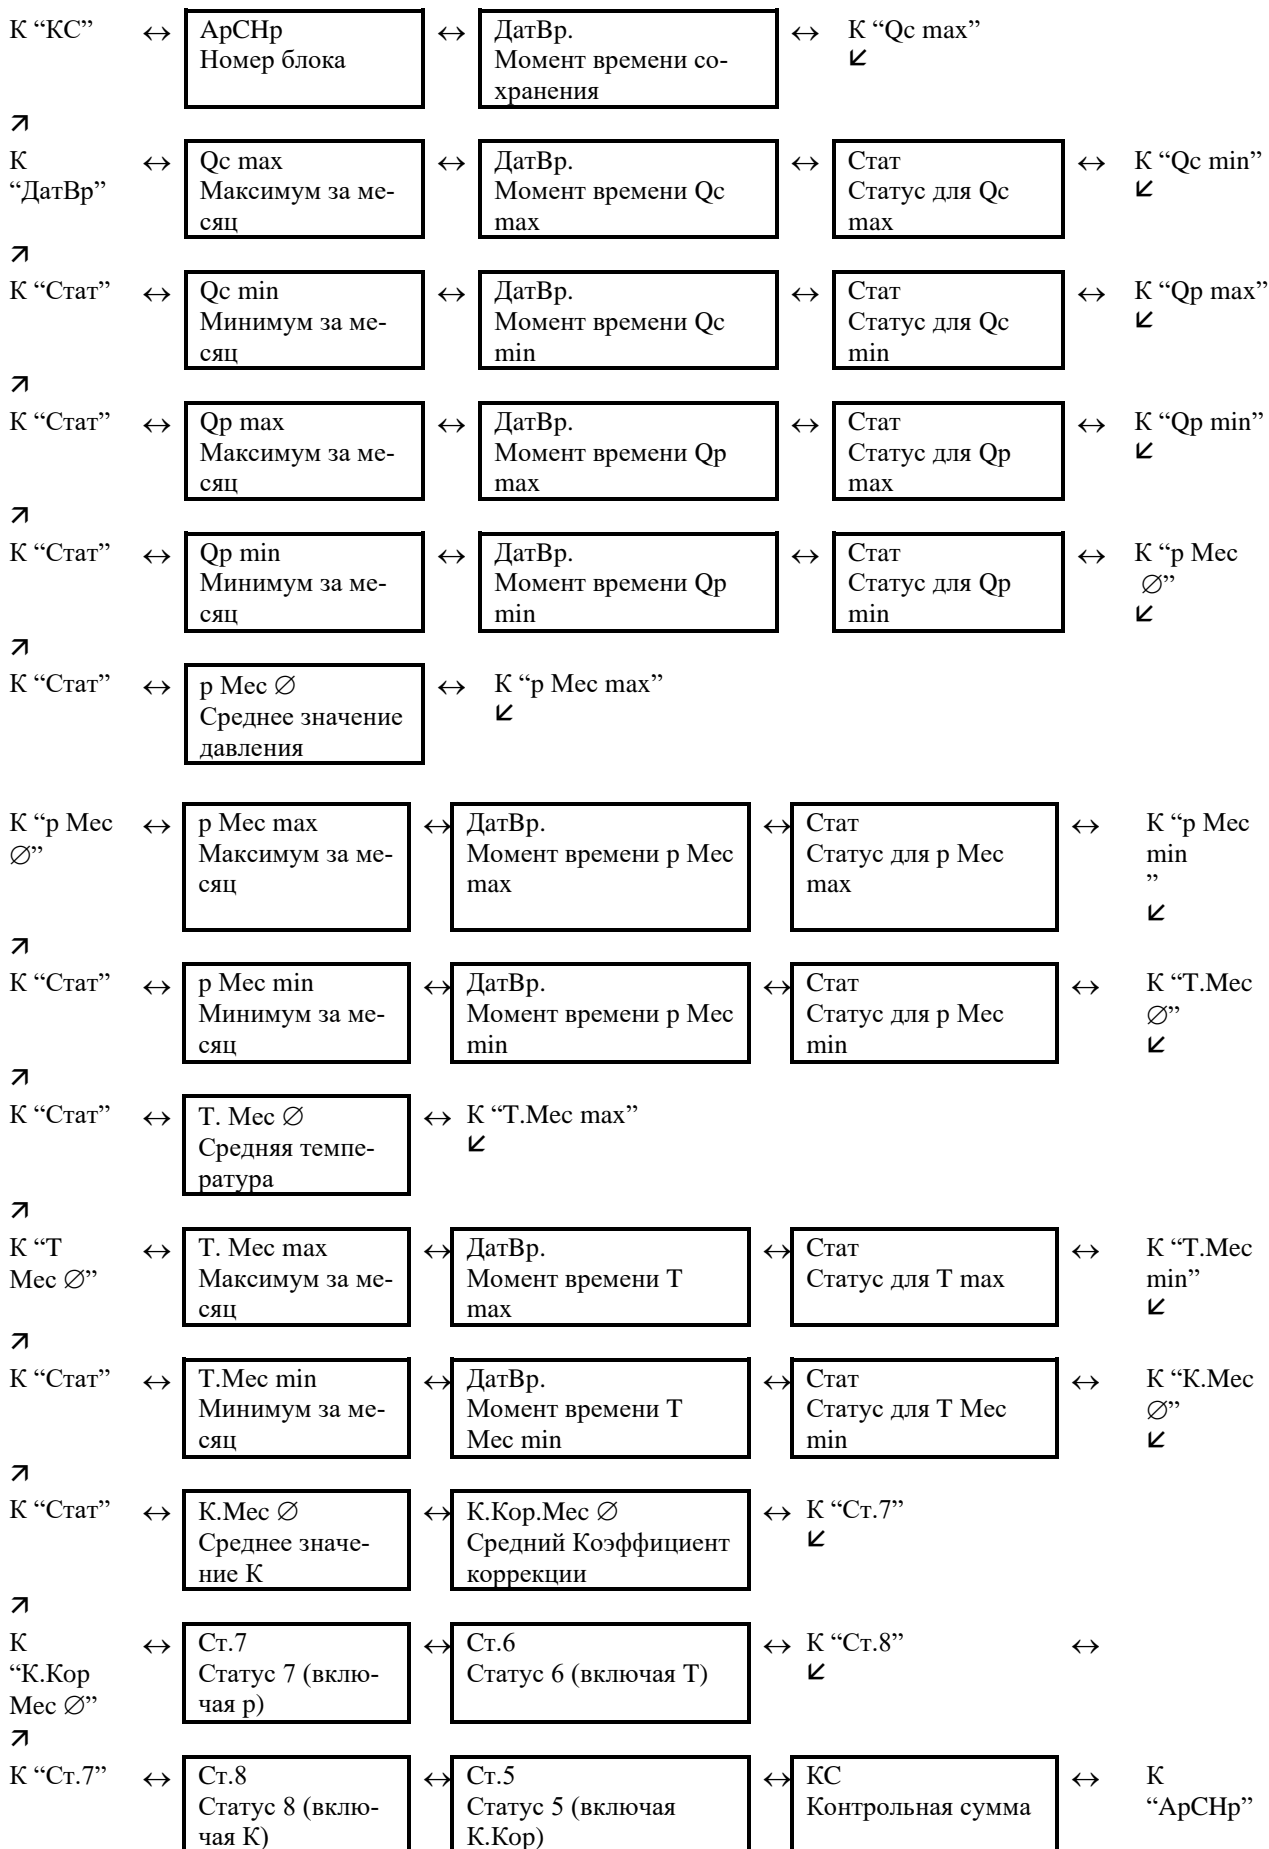 К “КС” ↔ АрСНр ↔ ДатВр. ↔ К “Qc max”
Номер блока Момент времени со- ↙
хранения
↗
К ↔ Qc max ↔ ДатВр. ↔ Стат ↔ К “Qc min”
“ДатВр” Максимум за ме- Момент времени Qc Статус для Qc ↙
сяц max max
↗
К “Стат” ↔ Qc min ↔ ДатВр. ↔ Стат ↔ К “Qp max”
Минимум за ме- Момент времени Qc Статус для Qc ↙
сяц min min
↗
К “Стат” ↔ Qp max ↔ ДатВр. ↔ Стат ↔ К “Qp min”
Максимум за ме- Момент времени Qp Статус для Qp ↙
сяц max max
↗
К “Стат” ↔ Qp min ↔ ДатВр. ↔ Стат ↔ К “р Мес
Минимум за ме- Момент времени Qp Статус для Qp ∅”
сяц min min ↙
↗
К “Стат” ↔ р Мес ∅ ↔ К “р Мес max”
Среднее значение ↙
давления
К “р Мес ↔ р Мес max ↔ ДатВр. ↔ Стат ↔ К “р Мес
∅” Максимум за ме- Момент времени р Мес Статус для р Мес min
сяц max max ”
↙
↗
К “Стат” ↔ р Мес min ↔ ДатВр. ↔ Стат ↔ К “Т.Мес
Минимум за ме- Момент времени р Мес Статус для р Мес ∅”
сяц min min ↙
↗
К “Стат” ↔ Т. Мес ∅ ↔ К “Т.Мес max”
Средняя темпе- ↙
ратура
↗
К “Т ↔ Т. Мес max ↔ ДатВр. ↔ Стат ↔ К “Т.Мес
Мес ∅” Максимум за ме- Момент времени Т Статус для Т max min”
сяц max ↙
↗
К “Стат” ↔ Т.Мес min ↔ ДатВр. ↔ Стат ↔ К “К.Мес
Минимум за ме- Момент времени Т Статус для Т Мес ∅”
сяц Мес min min ↙
↗
К “Стат” ↔ К.Мес ∅ ↔ К.Кор.Мес ∅ ↔ К “Ст.7”
Среднее значе- Средний Коэффициент ↙
ние К коррекции
↗
К ↔ Ст.7 ↔ Ст.6 ↔ К “Ст.8” ↔
“К.Кор Статус 7 (вклю- Статус 6 (включая Т) ↙
Мес ∅” чая р)
↗
К “Ст.7” ↔ Ст.8 ↔ Ст.5 ↔ КС ↔ К
Статус 8 (вклю- Статус 5 (включая Контрольная сумма “АрСНр”
чая К) К.Кор)